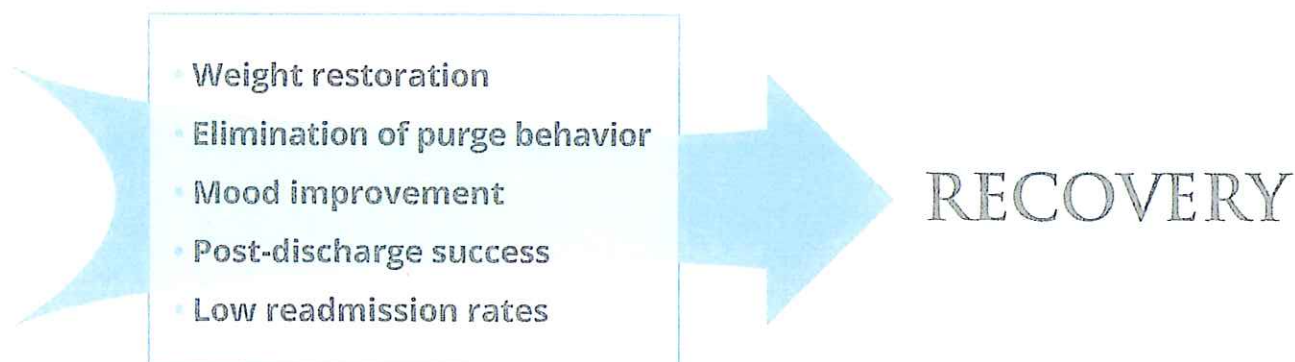 • Weight restoration
• Elimination of purge behavior
• Mood improvement
• Post-discharge success
• Low readmission rates
RECOVERY